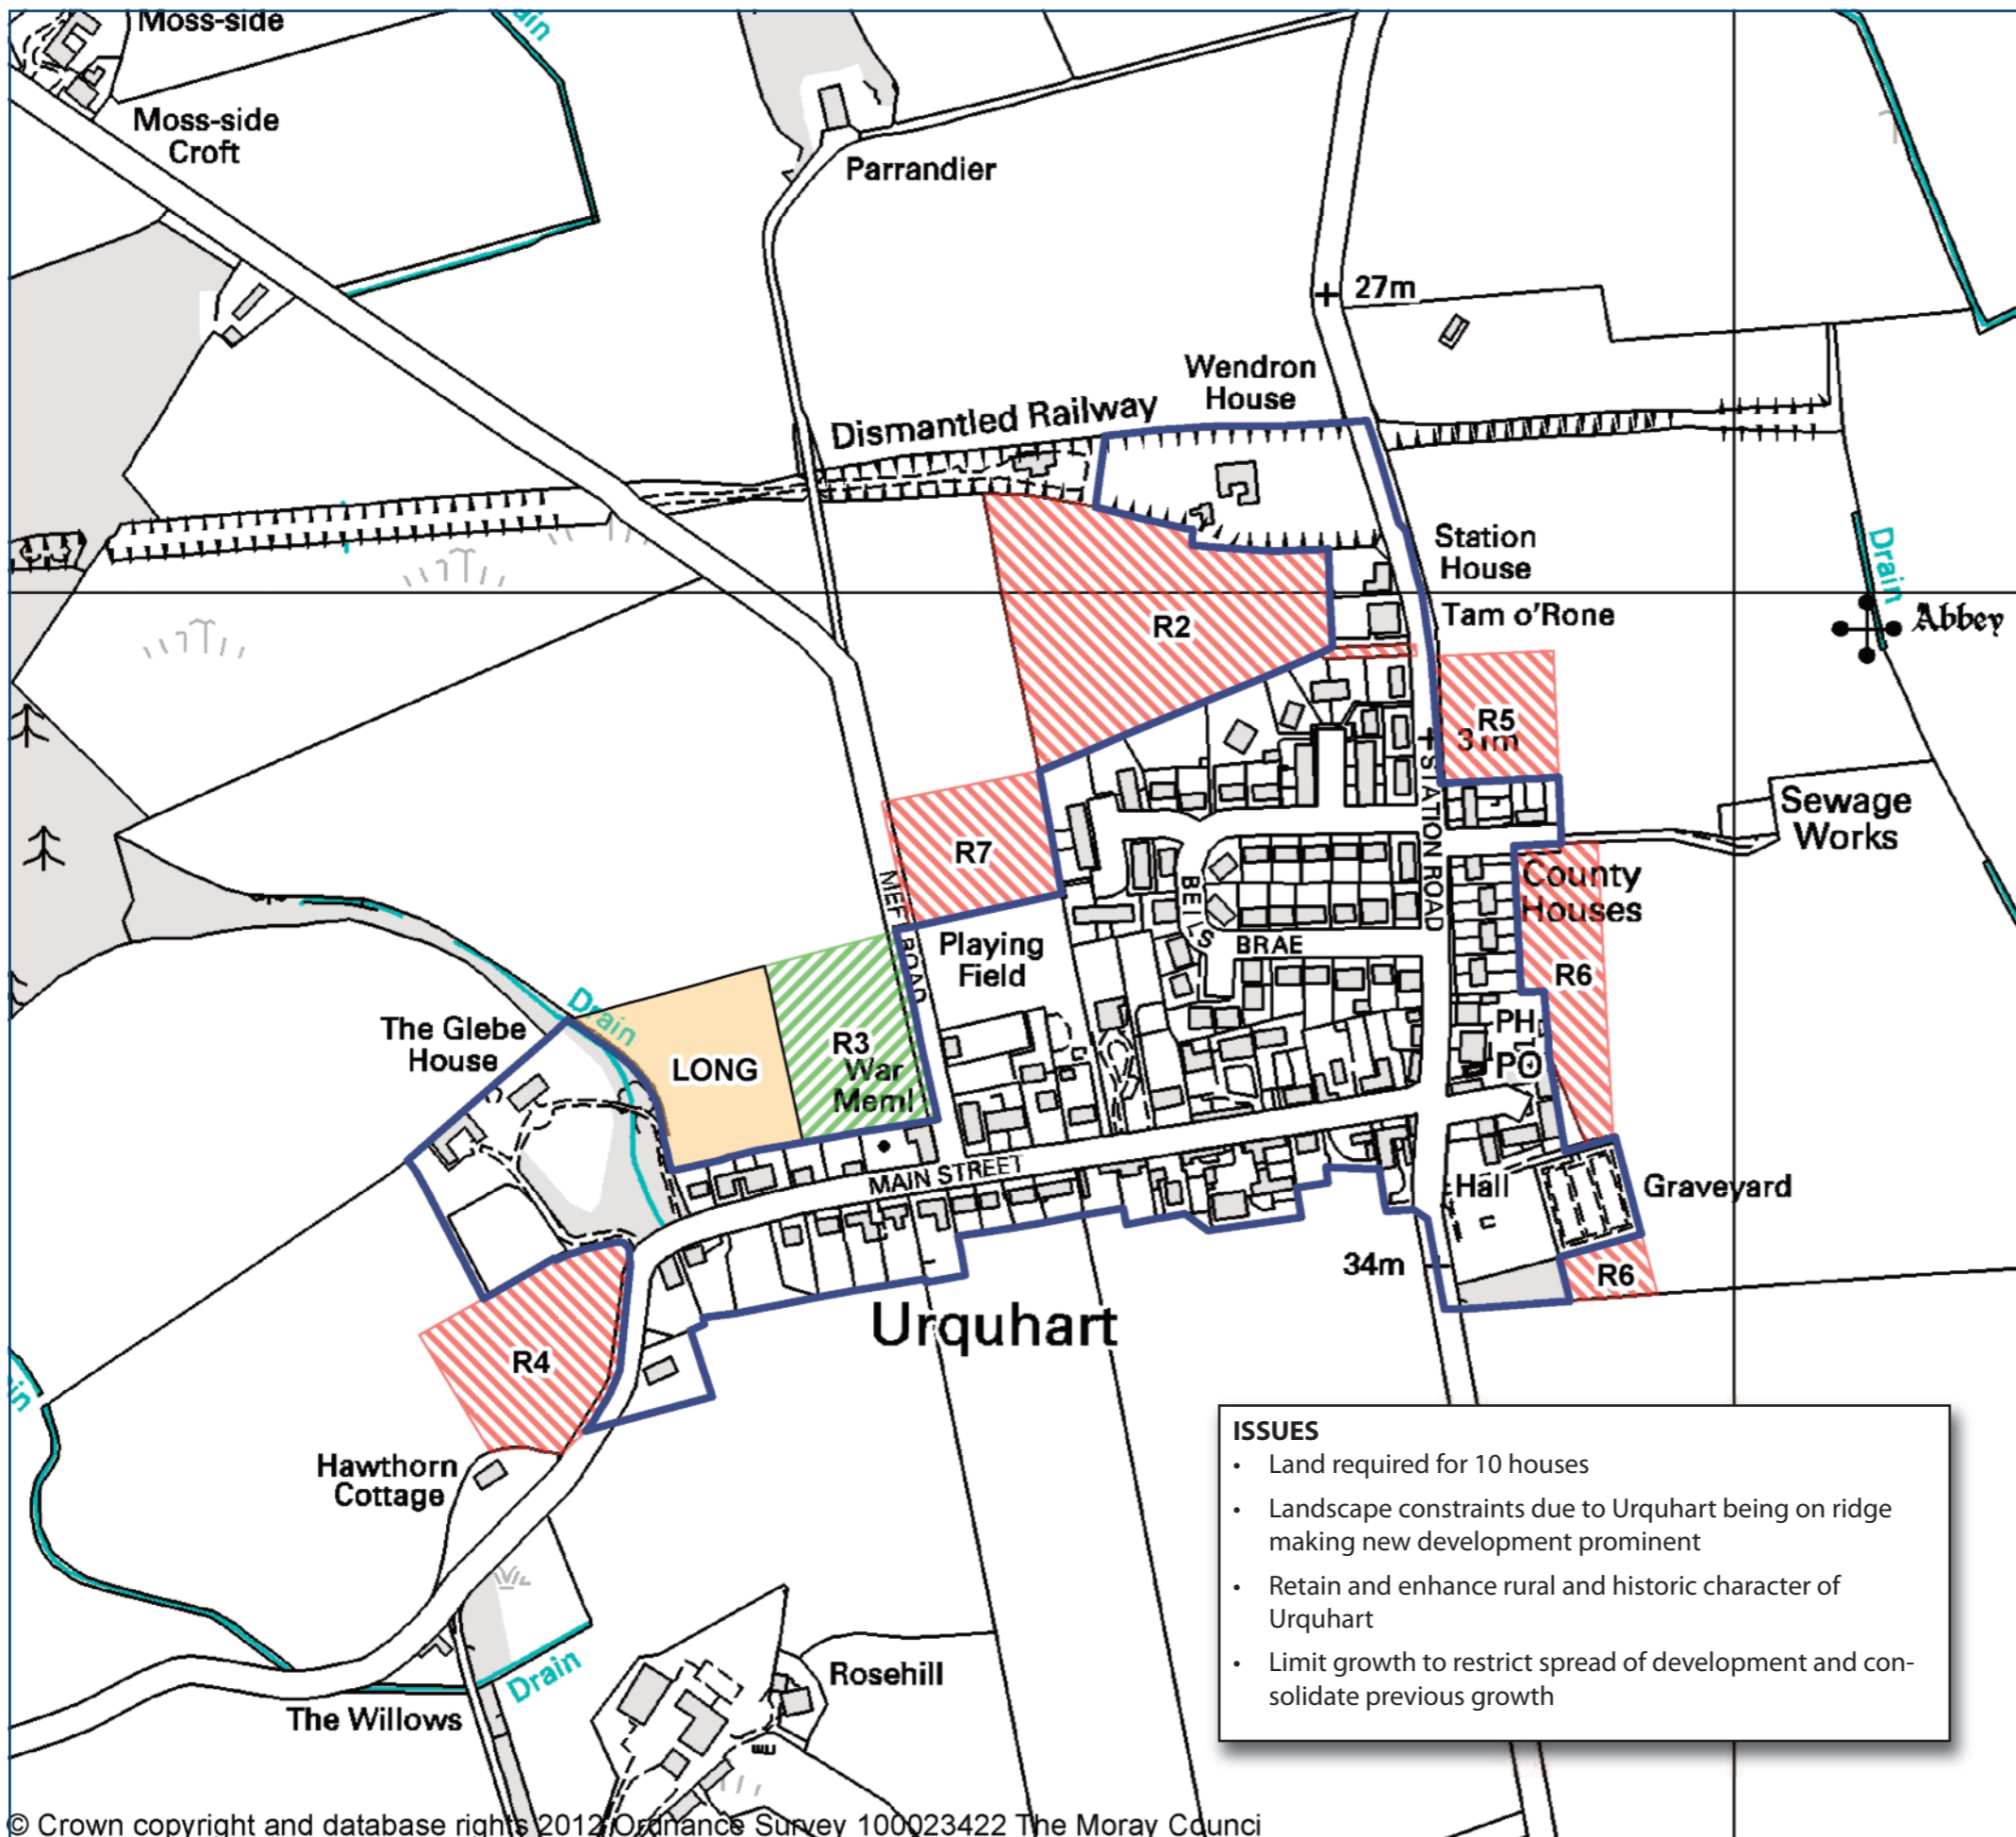 Moss-side
ain
Moss-side
Croft
Parrandier
27m
Wendron
House
Dismantled Railway
Station
House
Drain
R2
Tam o'Rone
Abbey
R5
31m
STATION ROAD
Sewage
Works
R7
County
Houses
MEF ROAD
BELLS
BRAE
Playing
Field
R6
Drain
The Glebe
House
LONG
R3
War
Meml
PH
PO
MAIN STREET
Hall
Graveyard
34m
R6
Urquhart
R4
in
Hawthorn
Cottage
Drain
The Willows
Rosehill
ISSUES
• Land required for 10 houses
• Landscape constraints due to Urquhart being on ridge
making new development prominent
• Retain and enhance rural and historic character of
Urquhart
• Limit growth to restrict spread of development and con-
solidate previous growth
© Crown copyright and database rights 2012 Ordnance Survey 100023422 The Moray Counci